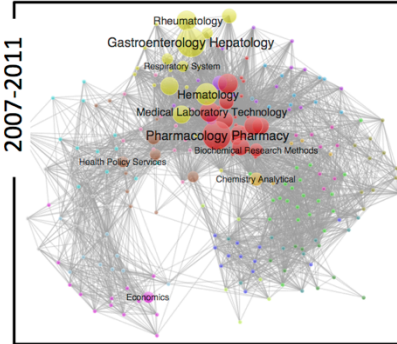 2007-2011
Rheumatology
Gastroenterology Hepatology
Respiratory System
Hematology
Medical Laboratory Technology
Pharmacology Pharmacy
Biochemical Research Methods
Health Policy Services
Chemistry Analytical
Economics